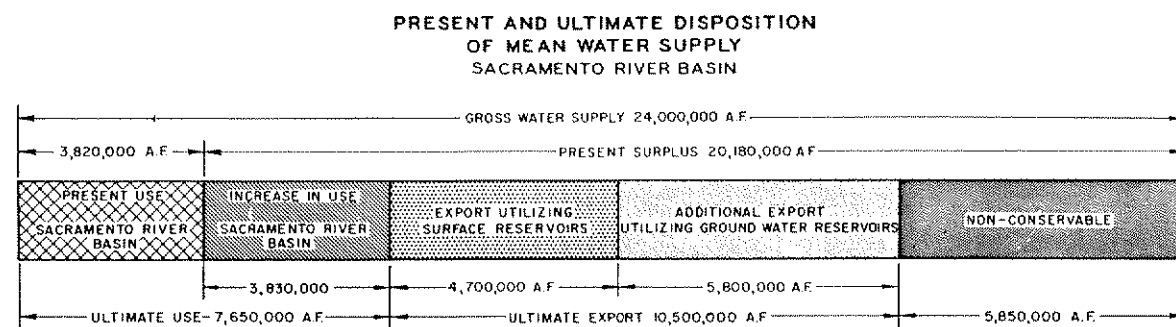 PRESENT AND ULTIMATE DISPOSITION
OF MEAN WATER SUPPLY
SACRAMENTO RIVER BASIN
GROSS WATER SUPPLY 24,000,000 A.F.
3,820,000 A.F.
PRESENT SURPLUS 20,180,000 A.F
PRESENT USE
SACRAMENTO RIVER
BASIN
INCREASE IN USE
SACRAMENTO RIVER
BASIN
EXPORT UTILIZING
SURFACE RESERVOIRS
ADDITIONAL EXPORT
UTILIZING GROUND WATER RESERVOIRS
NON-CONSERVABLE
3,830,000
4,700,000 A.F
5,800,000 A.F.
ULTIMATE USE-7,650,000 A.F.
ULTIMATE EXPORT 10,500,000 A.F
5,850,000 A.F.